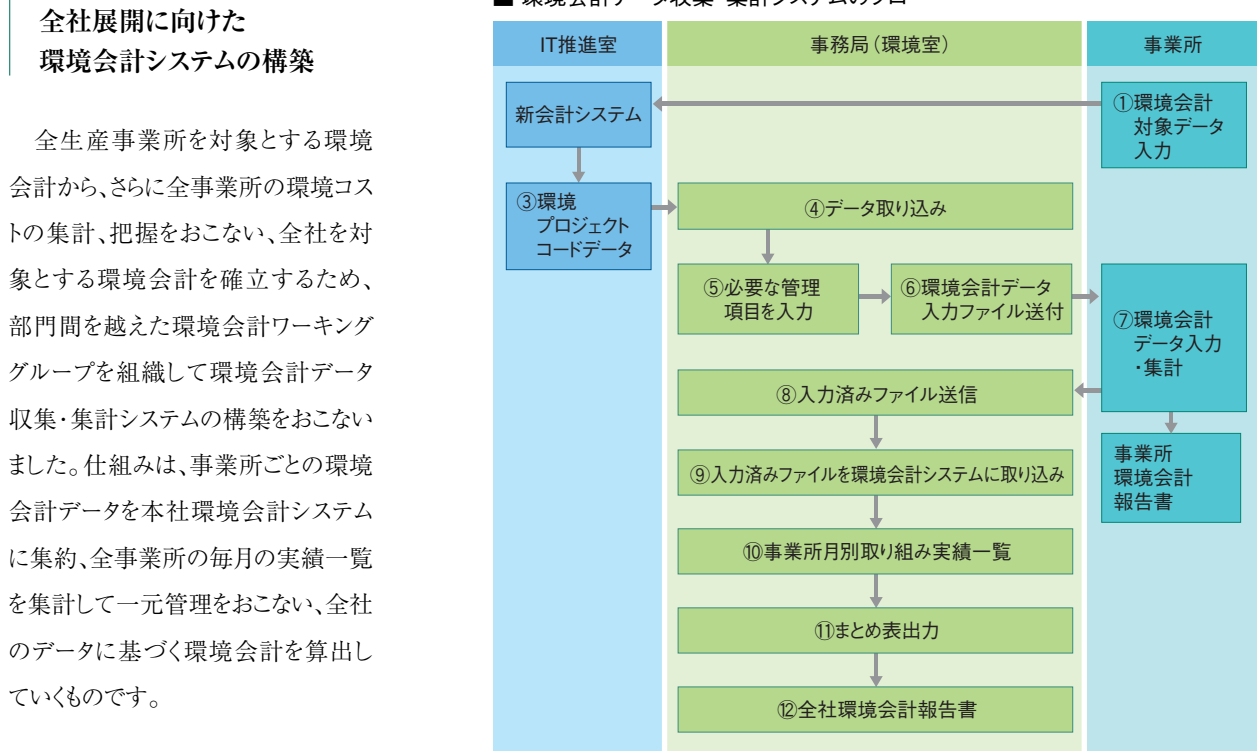 全社展開に向けた
環境会計システムの構築
全生産事業所を対象とする環境
会計から、さらに全事業所の環境コス
トの集計、把握をおこない、全社を対
象とする環境会計を確立するため、
部門間を越えた環境会計ワーキング
グループを組織して環境会計データ
収集・集計システムの構築をおこない
ました。仕組みは、事業所ごとの環境
会計データを本社環境会計システム
に集約、全事業所の毎月の実績一覧
を集計して一元管理をおこない、全社
のデータに基づく環境会計を算出し
ていくものです。
■ 環境会計データ収集・集計システムのフロー
IT推進室
事務局（環境室）
事業所
新会計システム
①環境会計
対象データ
入力
③環境
プロジェクト
コードデータ
④データ取り込み
⑤必要な管理
項目を入力
⑥環境会計データ
入力ファイル送付
⑦環境会計
データ入力
・集計
⑧入力済みファイル送信
事業所
環境会計
報告書
⑨入力済みファイルを環境会計システムに取り込み
⑩事業所月別取り組み実績一覧
⑪まとめ表出力
⑫全社環境会計報告書